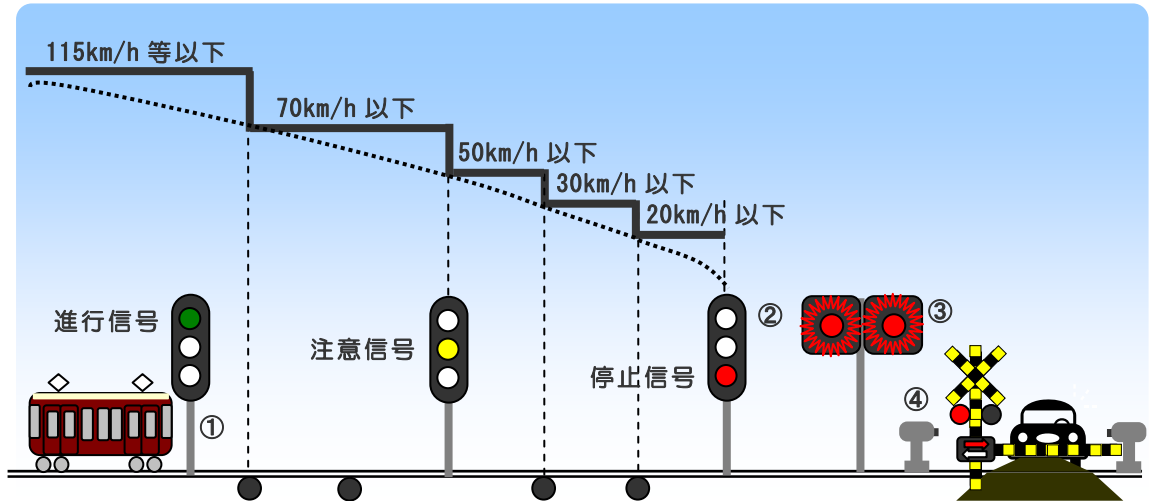 115km/h 等以下
70km/h 以下
50km/h 以下
30km/h 以下
20km/h 以下
進行信号
注意信号
停止信号
①
②
③
④